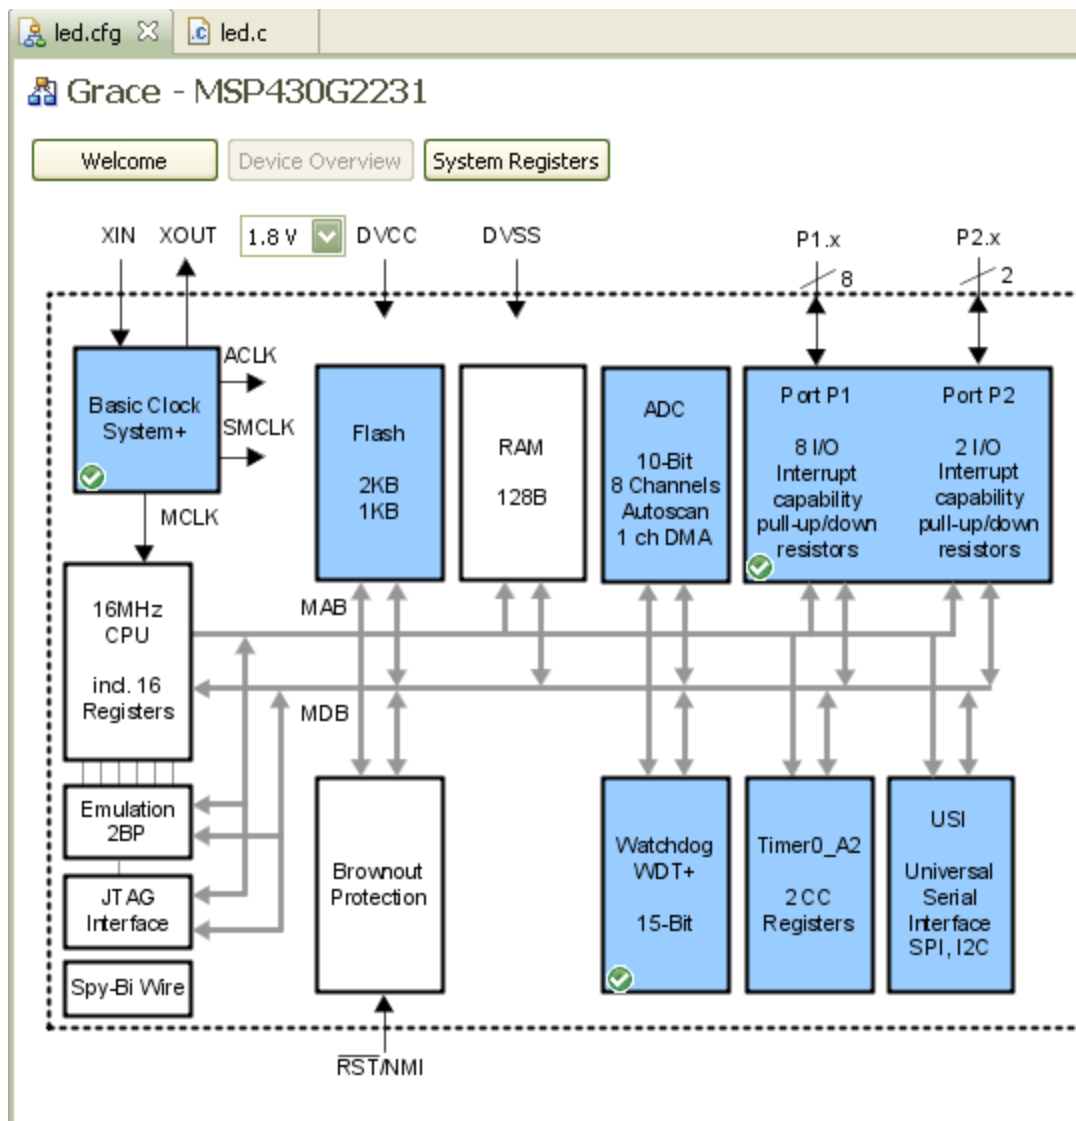 led.cfg
led.c
Grace - MSP430G2231
Welcome
Device Overview
System Registers
XIN
XOUT
1.8 V
DVCC
DVSS
P1.x
P2.x
8
2
Basic Clock
System+
ACLK
SMCLK
MCLK
Flash
2KB
1KB
RAM
128B
ADC
10-Bit
8 Channels
Autoscan
1 ch DMA
Port P1
8 I/O
Interrupt
capability
pull-up/down
resistors
Port P2
2 I/O
Interrupt
capability
pull-up/down
resistors
16MHz
CPU
incl. 16
Registers
MAB
MDB
Emulation
2BP
JTAG
Interface
Spy-Bi Wire
Brownout
Protection
Watchdog
WDT+
15-Bit
Timer0_A2
2 CC
Registers
USI
Universal
Serial
Interface
SPI, I2C
RST/NMI